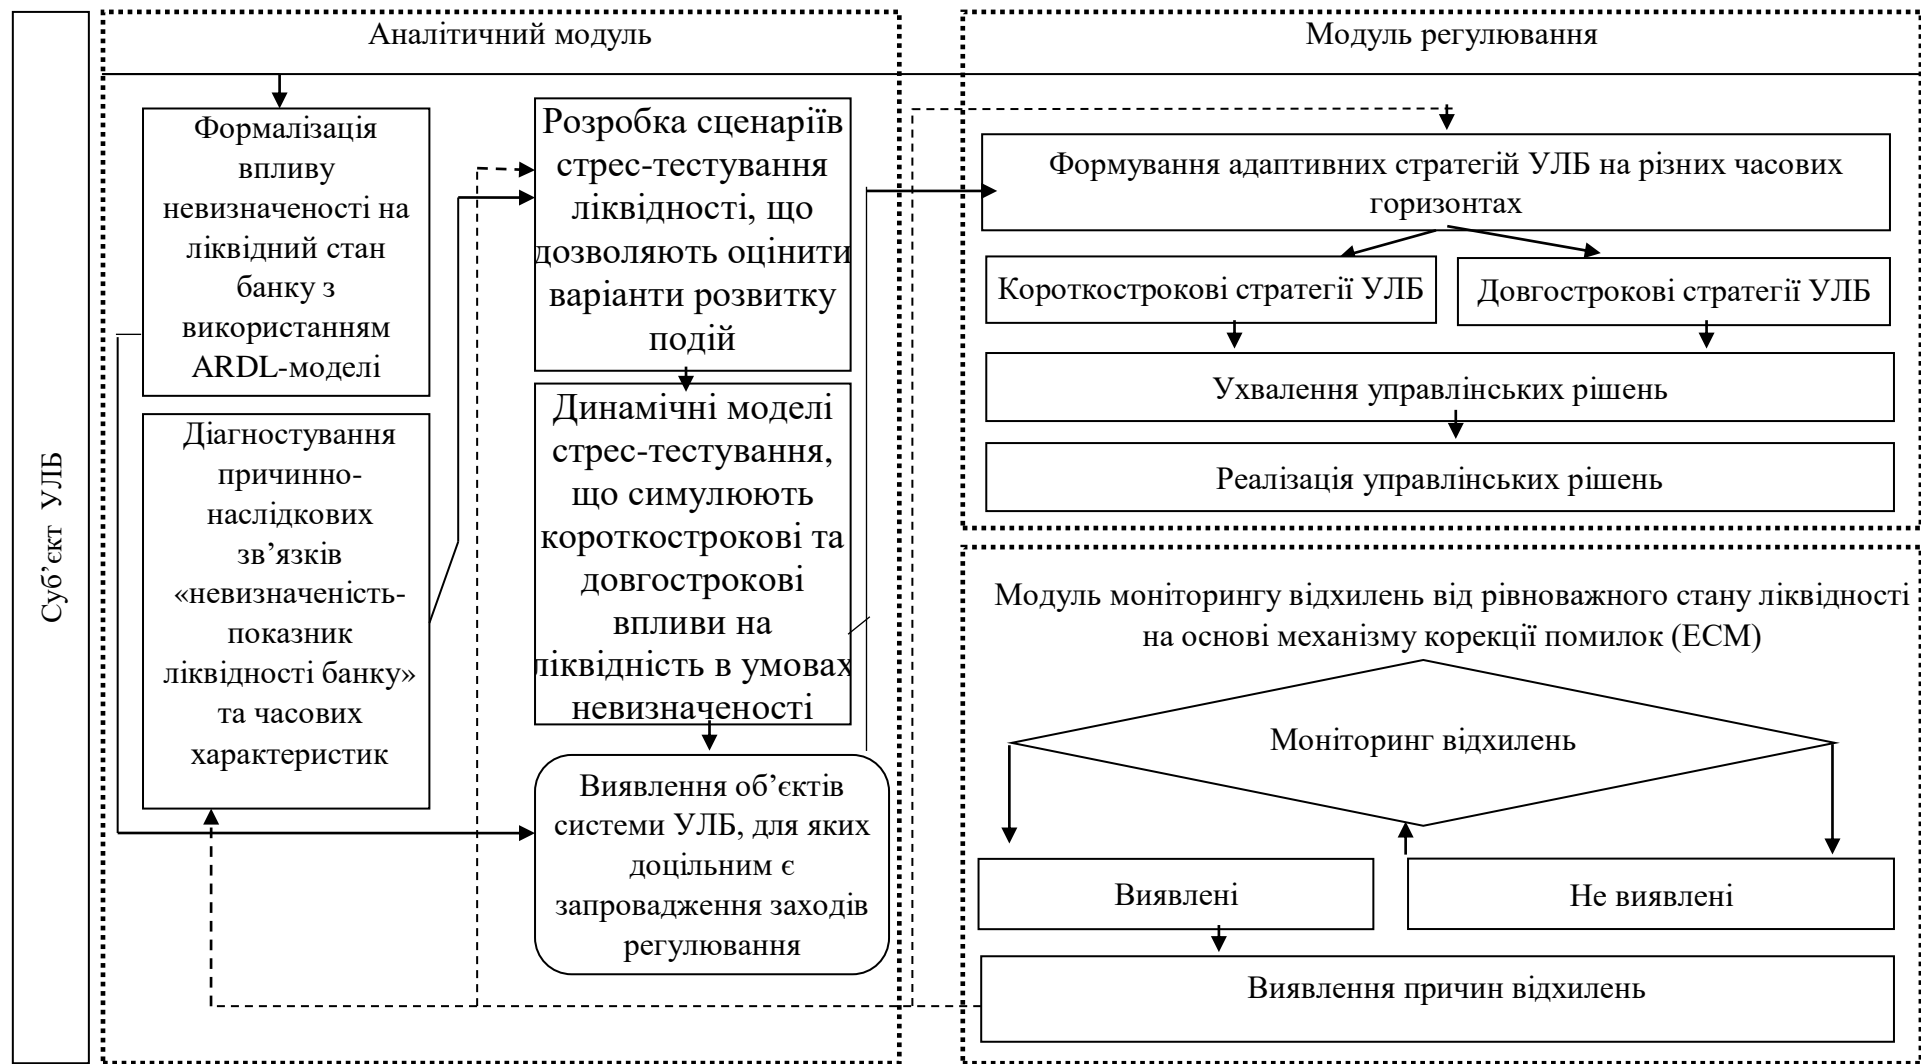 Суб’єкт УЛБ
Аналітичний модуль
Формалізація
впливу
невизначеності на
ліквідний стан
банку з
використанням
ARDL-моделі
Діагностування
причинно-
наслідкових
зв’язків
«невизначеність-
показник
ліквідності банку»
та часових
характеристик
Розробка сценаріїв
стрес-тестування
ліквідності, що
дозволяють оцінити
варіанти розвитку
подій
Динамічні моделі
стрес-тестування,
що симулюють
короткострокові та
довгострокові
впливи на
ліквідність в умовах
невизначеності
Виявлення об’єктів
системи УЛБ, для яких
доцільним є
запровадження заходів
регулювання
Модуль регулювання
Формування адаптивних стратегій УЛБ на різних часових
горизонтах
Короткострокові стратегії УЛБ
Довгострокові стратегії УЛБ
Ухвалення управлінських рішень
Реалізація управлінських рішень
Модуль моніторингу відхилень від рівноважного стану ліквідності
на основі механізму корекції помилок (ECM)
Моніторинг відхилень
Виявлені
Не виявлені
Виявлення причин відхилень